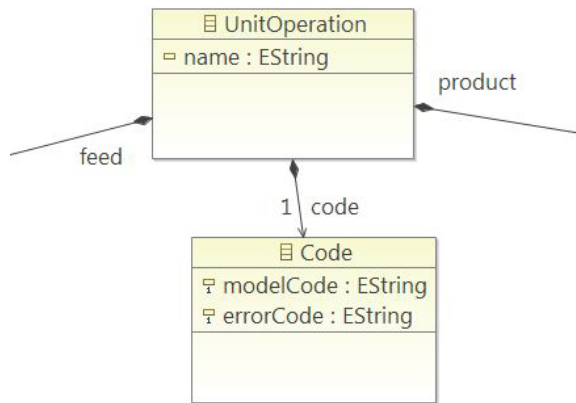 UnitOperation
name : EString
product
feed
1 code
Code
modelCode : EString
errorCode : EString